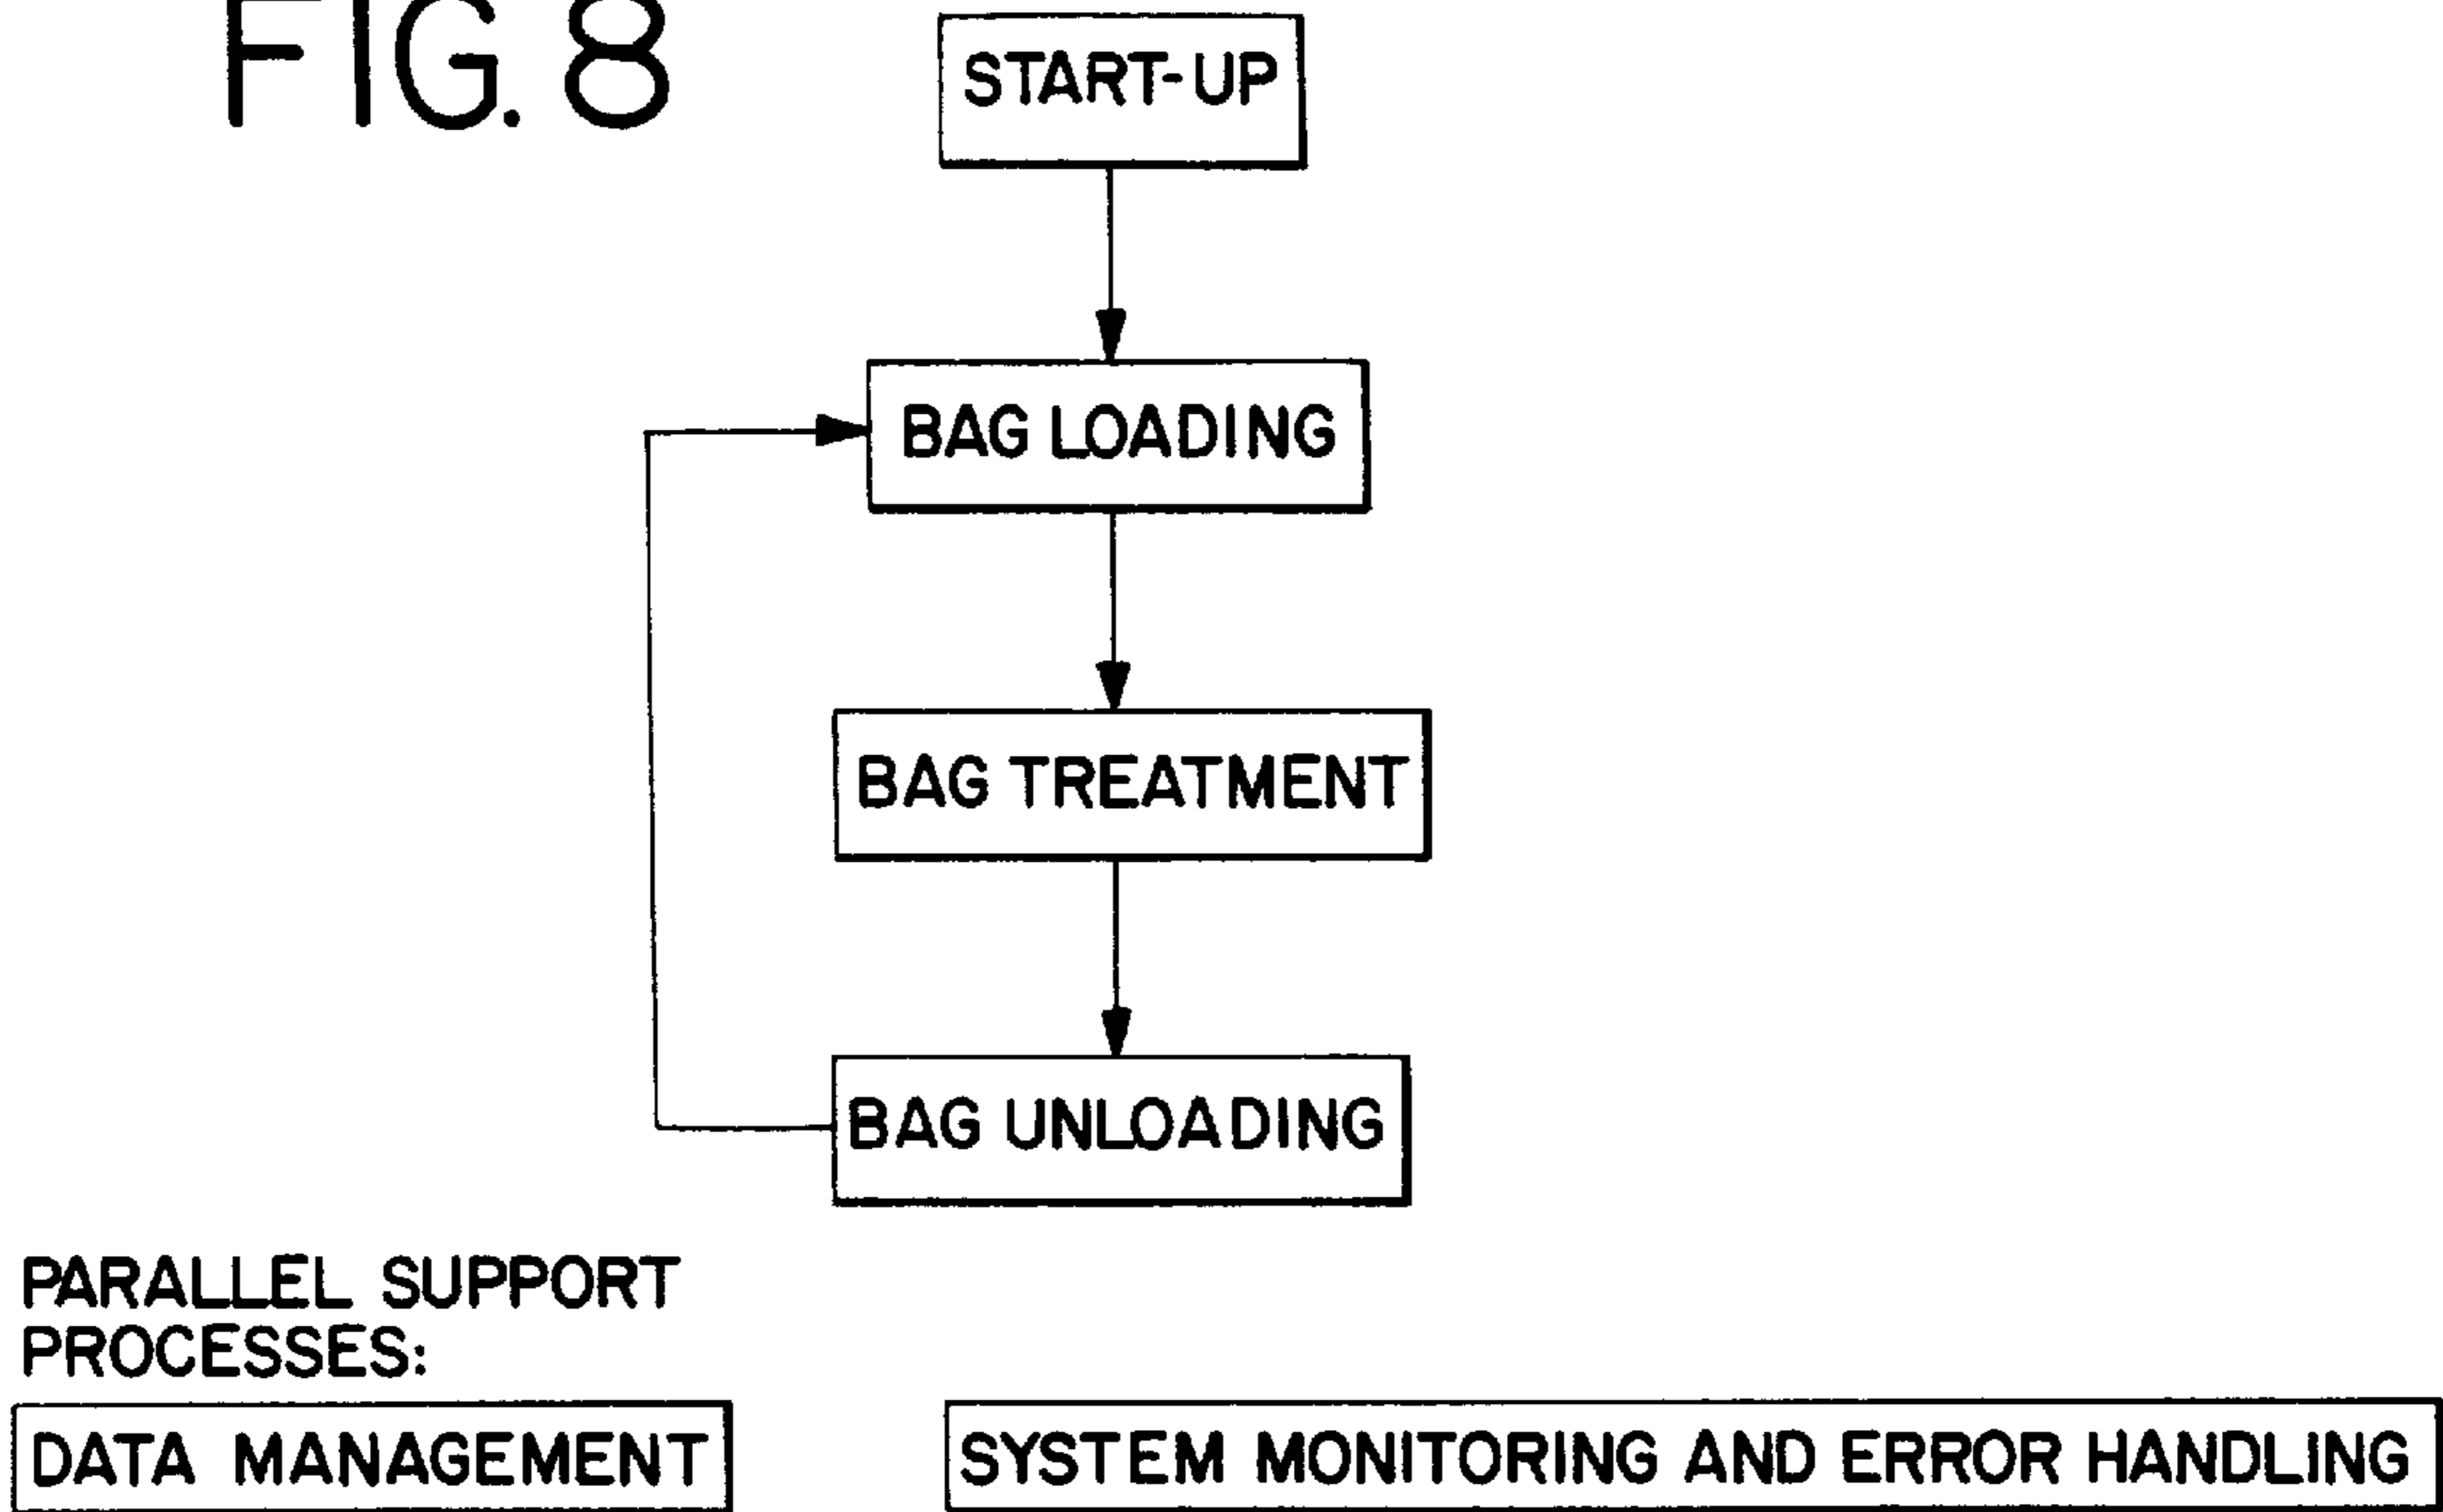 FIG. 8
START-UP
BAG LOADING
BAG TREATMENT
BAG UNLOADING
PARALLEL SUPPORT
PROCESSES:
DATA MANAGEMENT
SYSTEM MONITORING AND ERROR HANDLING